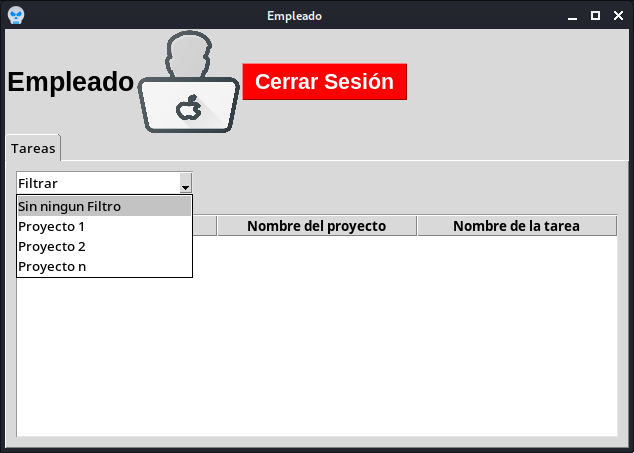 Empleado
Empleado
Cerrar Sesión
Tareas
Filtrar
Sin ningun Filtro
Proyecto 1
Proyecto 2
Proyecto n
Nombre del proyecto
Nombre de la tarea